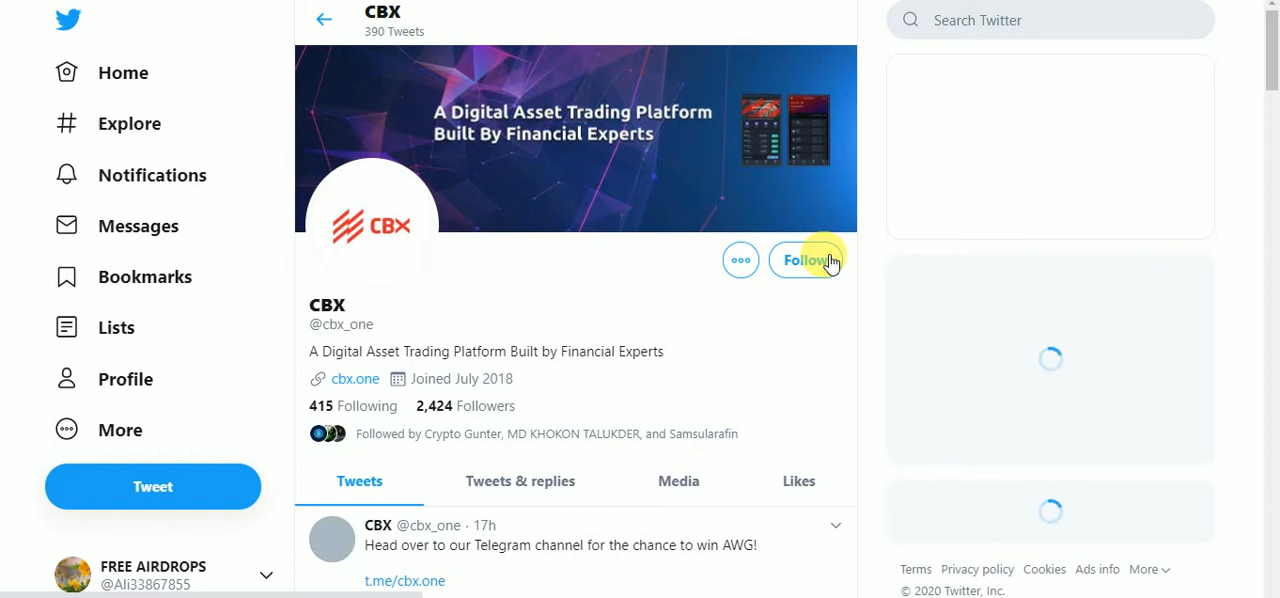 CBX
390 Tweets
Search Twitter
Home
Explore
Notifications
Messages
Bookmarks
Lists
Profile
More
Tweet
FREE AIRDROPS
@Ali33867855
A Digital Asset Trading Platform
Built By Financial Experts
CBX
Follow
CBX
@cbx_one
A Digital Asset Trading Platform Built by Financial Experts
cbx.one Joined July 2018
415 Following 2,424 Followers
Followed by Crypto Gunter, MD KHOKON TALUKDER, and Samsularafin
Tweets Tweets & replies Media Likes
CBX @cbx_one · 17h
Head over to our Telegram channel for the chance to win AWG!
t.me/cbx.one
Terms Privacy policy Cookies Ads info More
© 2020 Twitter, Inc.